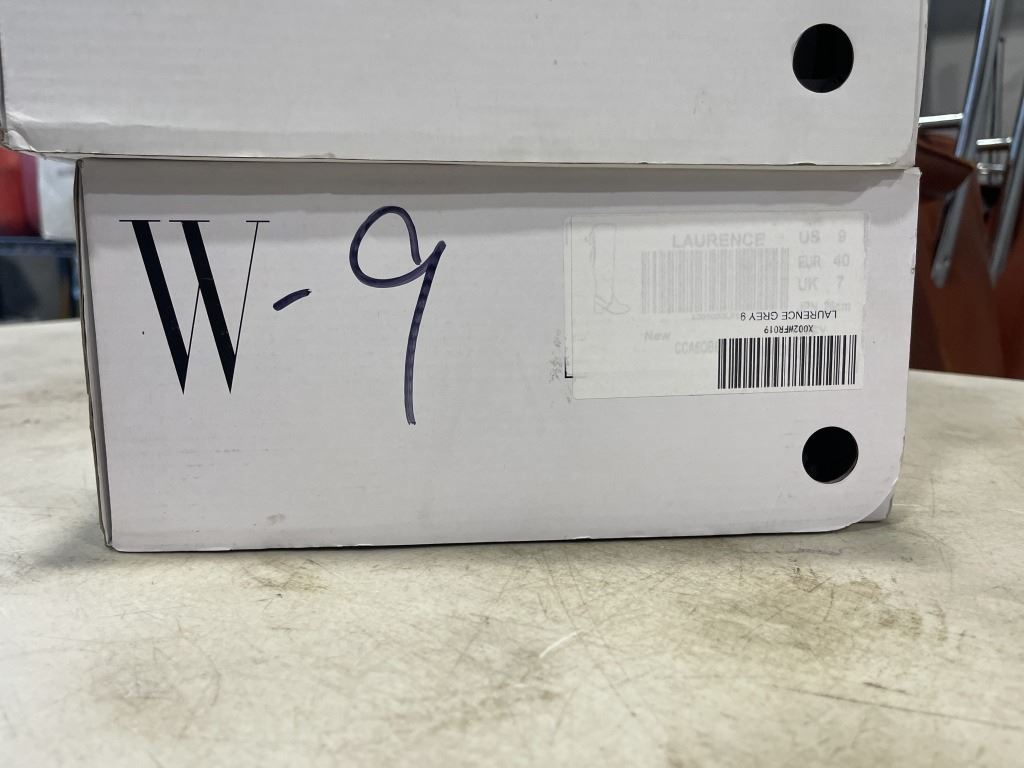 W - 9
LAURENCE
US 9
EUR 40
UK 7
New
LAURENCE GREY 9
X002WFR019